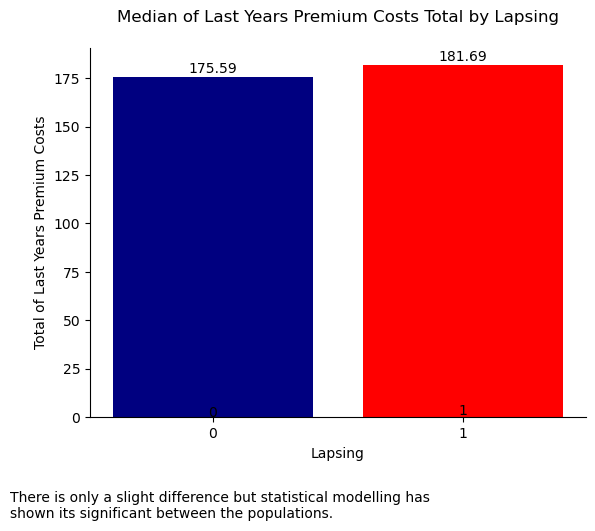 Median of Last Years Premium Costs Total by Lapsing
181.69
175.59
175
150
125
100
75
50
25
0
Total of Last Years Premium Costs
0
1
0
1
Lapsing
There is only a slight difference but statistical modelling has
shown its significant between the populations.